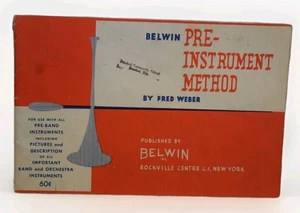 BELWIN PRE-
INSTRUMENT
METHOD
BY FRED WEBER
FOR USE WITH ALL
PRE-BAND
INSTRUMENTS
INCLUDING
PICTURES and
DESCRIPTION
OF ALL
IMPORTANT
BAND and ORCHESTRA
INSTRUMENTS
60¢
PUBLISHED BY
BELWIN
INC.
ROCKVILLE CENTRE L.I., NEW YORK